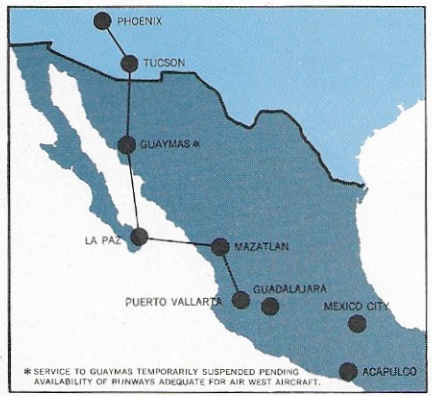 PHOENIX
TUCSON
GUAYMAS*
LA PAZ
MAZATLAN
GUADALAJARA
PUERTO VALLARTA
MEXICO CITY
ACAPULCO
* SERVICE TO GUAYMAS TEMPORARILY SUSPENDED PENDING
AVAILABILITY OF RUNWAYS ADEQUATE FOR AIR WEST AIRCRAFT.